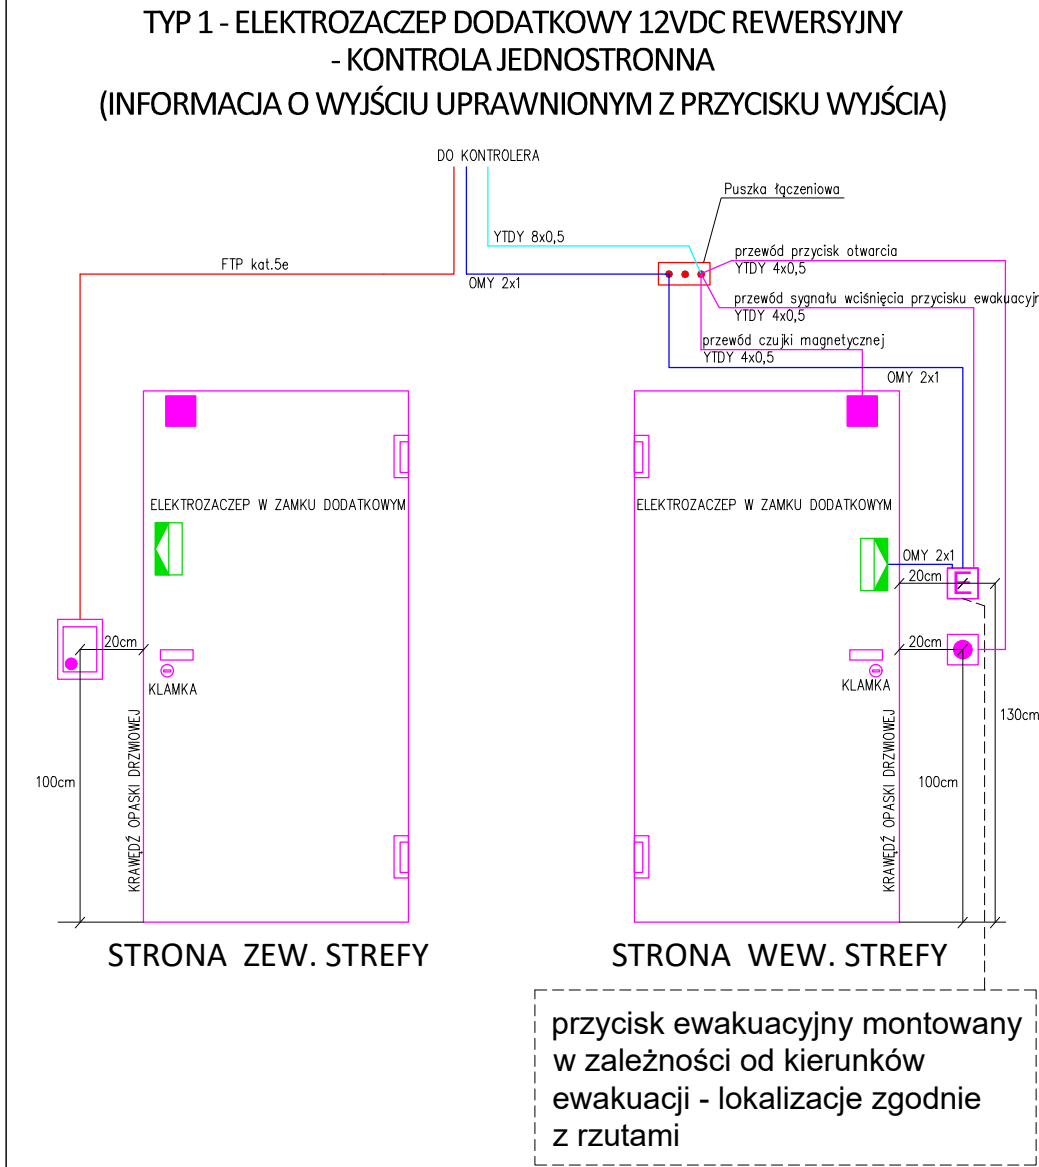 TYP 1 - ELEKTROZACZEP DODATKOWY 12VDC REWERSYJNY
- KONTROLA JEDNOSTRONNA
(INFORMACJA O WYJŚCIU UPRAWNIONYM Z PRZYCISKU WYJŚCIA)
DO KONTROLERA
Puszka łączeniowa
YTDY 8x0,5
FTP kat.5e
OMY 2x1
przewód przycisk otwarcia
YTDY 4x0,5
przewód sygnału wciśnięcia przycisku ewakuacyjr
YTDY 4x0,5
przewód czujki magnetycznej
YTDY 4x0,5
OMY 2x1
ELEKTROZACZEP W ZAMKU DODATKOWYM
ELEKTROZACZEP W ZAMKU DODATKOWYM
OMY 2x1
20cm
E
20cm
20cm
KLAMKA
KLAMKA
130cm
100cm
100cm
KRAWĘDŹ OPASKI DRZWIOWEJ
KRAWĘDŹ OPASKI DRZWIOWEJ
STRONA ZEW. STREFY
STRONA WEW. STREFY
przycisk ewakuacyjny montowany
w zależności od kierunków
ewakuacji - lokalizacje zgodnie
z rzutami